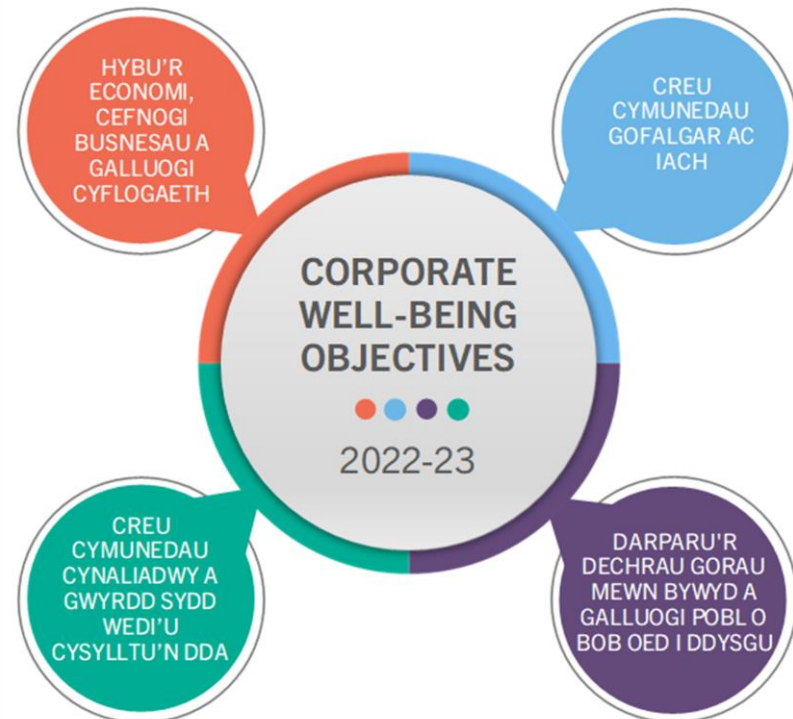 HYBU'R
ECONOMI,
CEFNOGI
BUSNESAU A
GALLUOGI
CYFLOGAETH
CREU
CYMUNEDAU
GOFALGAR AC
IACH
CORPORATE
WELL-BEING
OBJECTIVES
2022-23
CREU
CYMUNEDAU
CYNALIADWY A
GWYRDD SYDD
WEDI'U
CYSYLLTU'N DDA
DARPARU'R
DECHRAU GORAU
MEWN BYWYD A
GALLUOGI POBL O
BOB OED I DDYSGU